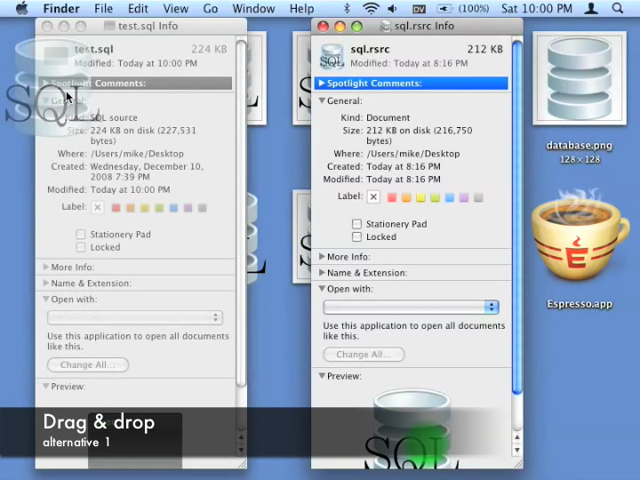 Finder File Edit View Go Window Help (100%) Sat 10:00 PM
test.sql Info
test.sql 224 KB
Modified: Today at 10:00 PM
Spotlight Comments:
SQL
General:
SQL source
Size: 224 KB on disk (227,531
bytes)
Where: /Users/mike/Desktop
Created: Wednesday, December 10,
2008 7:39 PM
Modified: Today at 10:00 PM
Label:
Stationery Pad
Locked
More Info:
Name & Extension:
Open with:
Use this application to open all documents
like this.
Change All...
Preview:
sql.rsrc Info
SQL
sql.rsrc 212 KB
Modified: Today at 8:16 PM
Spotlight Comments:
General:
Kind: Document
Size: 212 KB on disk (216,750
bytes)
Where: /Users/mike/Desktop
Created: Today at 8:16 PM
Modified: Today at 8:16 PM
Label:
Stationery Pad
Locked
More Info:
Name & Extension:
Open with:
Use this application to open all documents
like this.
Change All...
Preview:
SQL
database.png
128 × 128
Espresso.app
Drag & drop
alternative 1